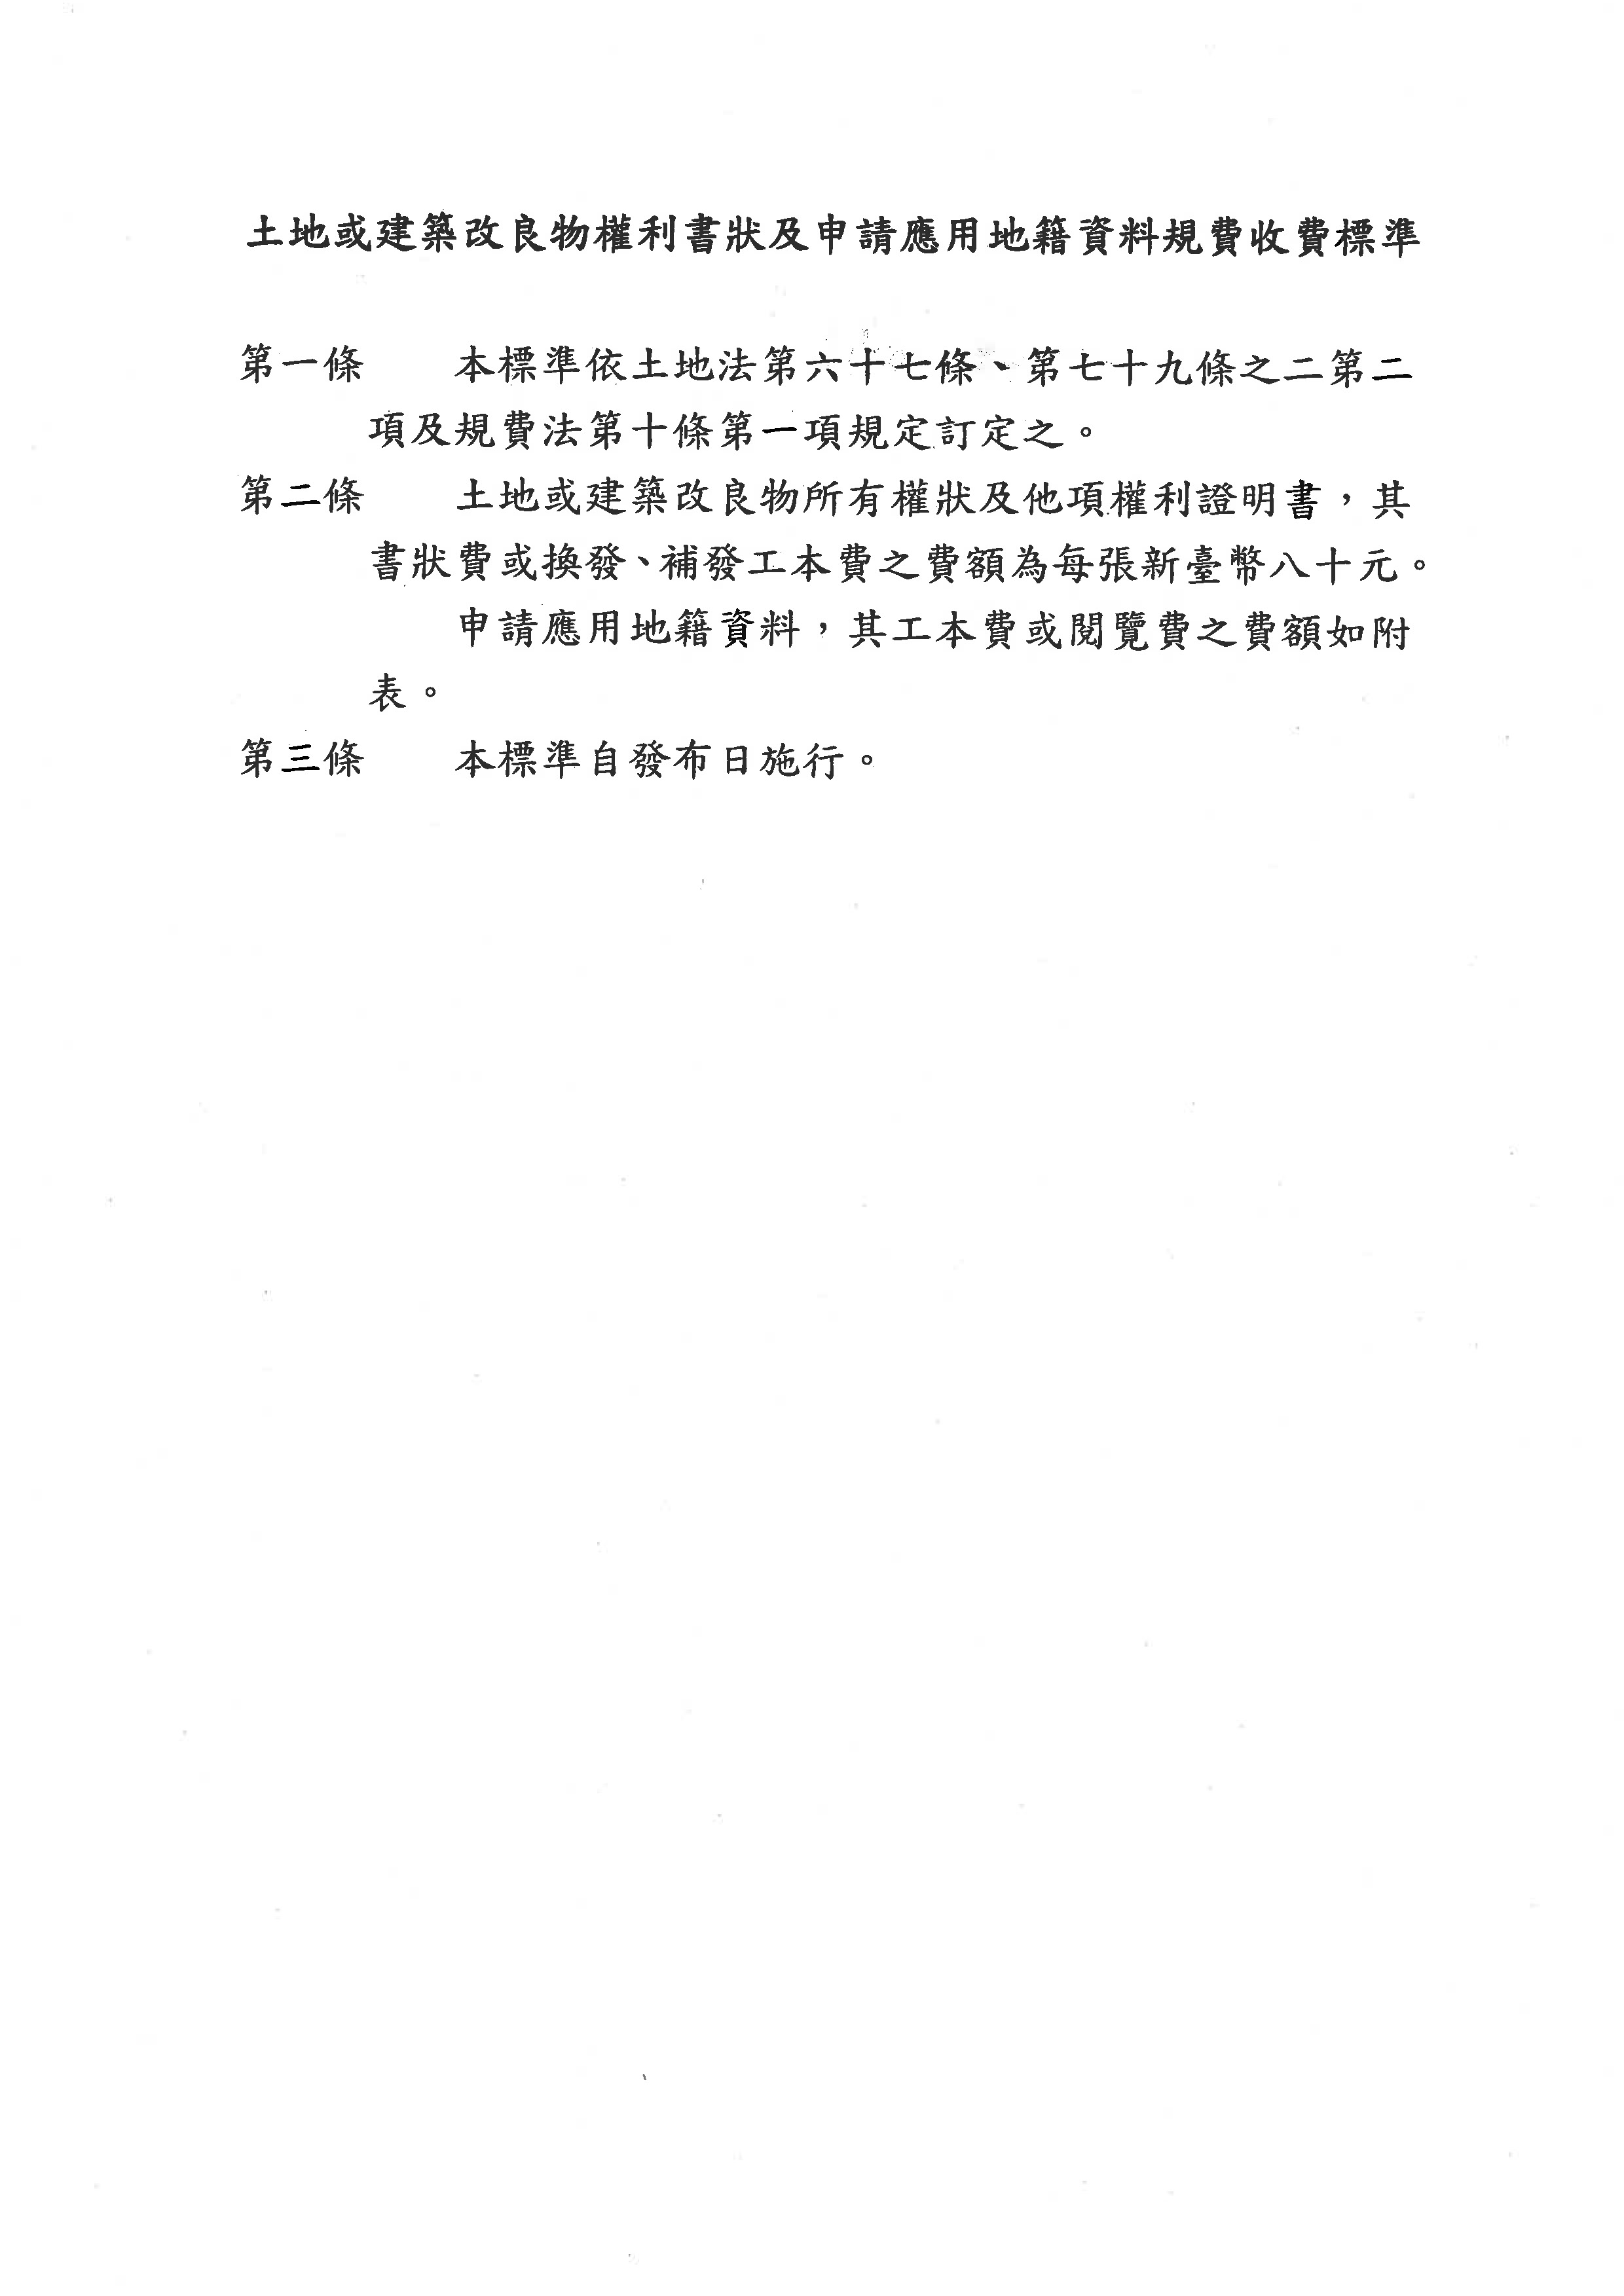 土地或建築改良物權利書狀及申請應用地籍資料規費收費標準
第一條　　本標準依土地法第六十七條、第七十九條之二第二
項及規費法第十條第一項規定訂定之。
第二條　　土地或建築改良物所有權狀及他項權利證明書，其
書狀費或換發、補發工本費之費額為每張新臺幣八十元。
申請應用地籍資料，其工本費或閱覽費之費額如附
表。
第三條　　本標準自發布日施行。